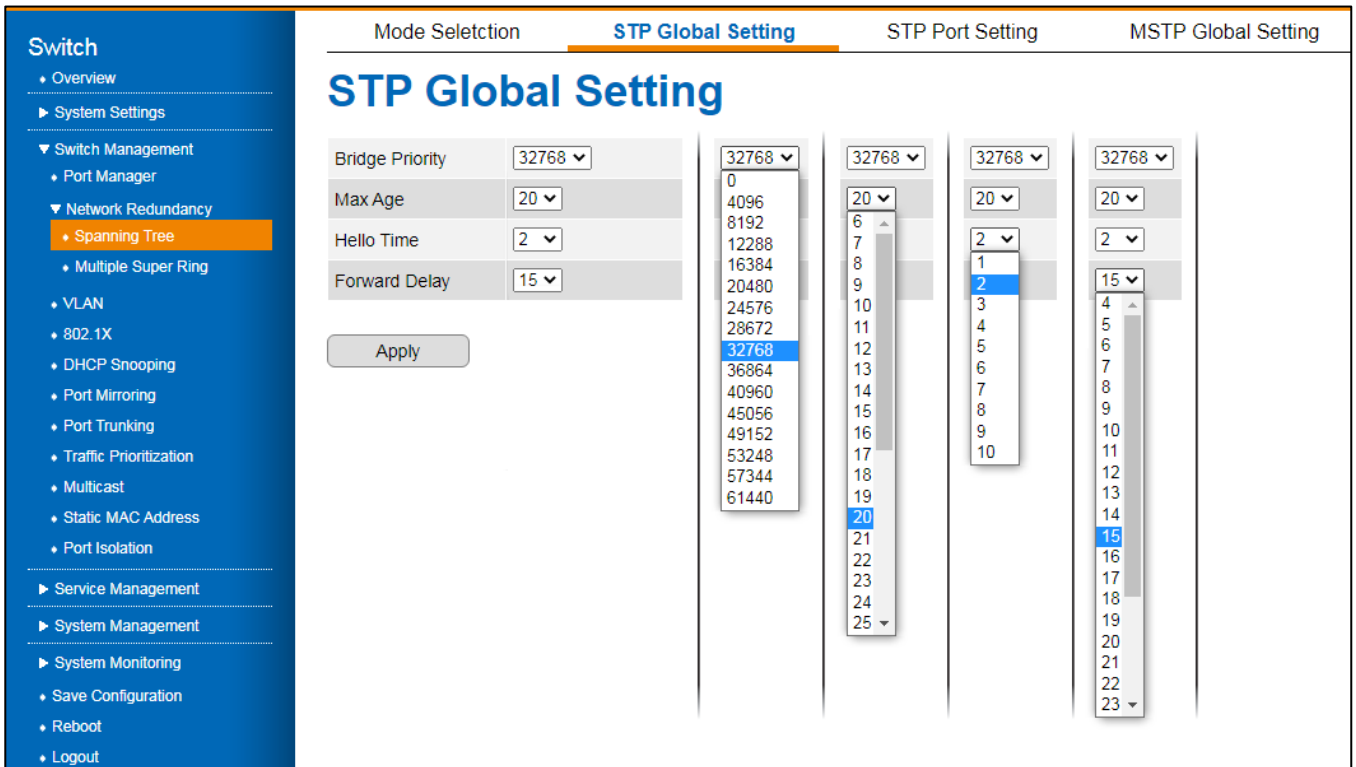 Switch
Overview
System Settings
Switch Management
Port Manager
Network Redundancy
Spanning Tree
Multiple Super Ring
VLAN
802.1X
DHCP Snooping
Port Mirroring
Port Trunking
Traffic Prioritization
Multicast
Static MAC Address
Port Isolation
Service Management
System Management
System Monitoring
Save Configuration
Reboot
Logout
Mode Seletction STP Global Setting STP Port Setting MSTP Global Setting
STP Global Setting
Bridge Priority 32768
Max Age 20
Hello Time 2
Forward Delay 15
Apply
32768
0
4096
8192
12288
16384
20480
24576
28672
32768
36864
40960
45056
49152
53248
57344
61440
32768
20
6
7
8
9
10
11
12
13
14
15
16
17
18
19
20
21
22
23
24
25
32768
20
2
1
2
3
4
5
6
7
8
9
10
32768
20
2
15
4
5
6
7
8
9
10
11
12
13
14
15
16
17
18
19
20
21
22
23